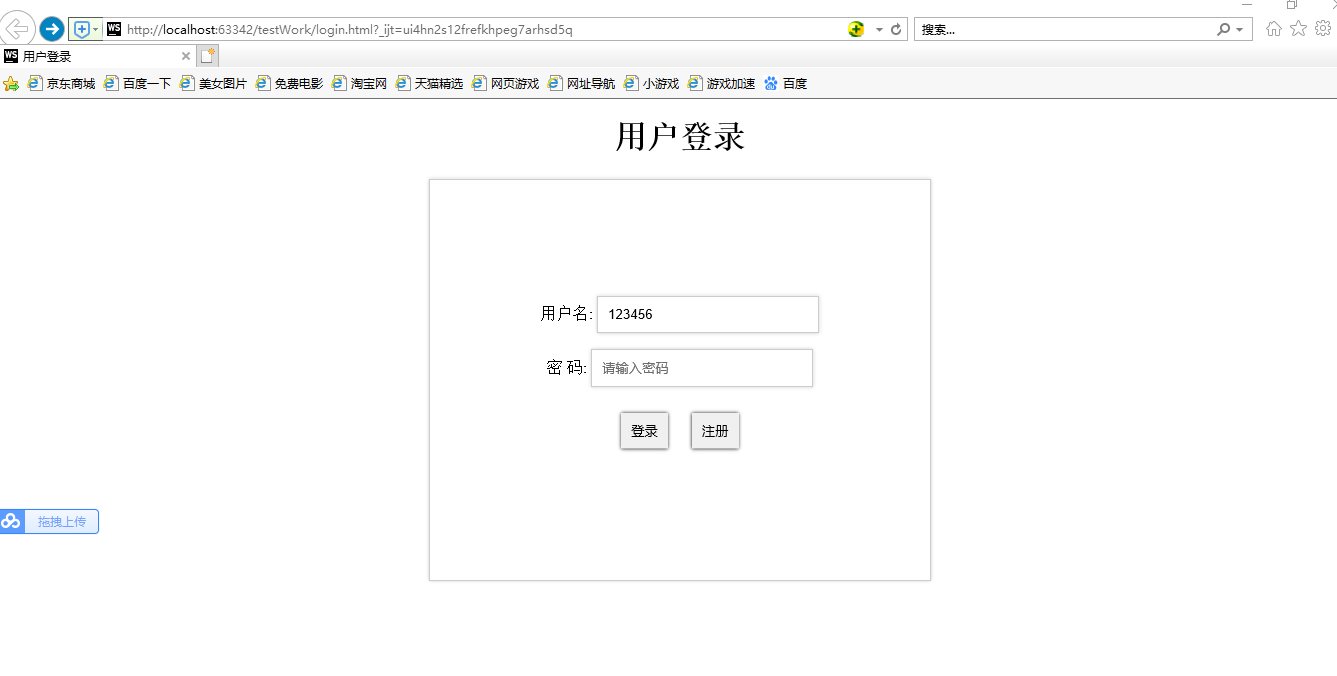 http://localhost:63342/testWork/login.html?_ijt=ui4hn2s12frefkhpeg7arhsd5q 搜索...
WS 用户登录
京东商城 百度一下 美女图片 免费电影 淘宝网 天猫精选 网页游戏 网址导航 小游戏 游戏加速 百度
用户登录
用户名: 123456
密 码: 请输入密码
登录 注册
拖拽上传